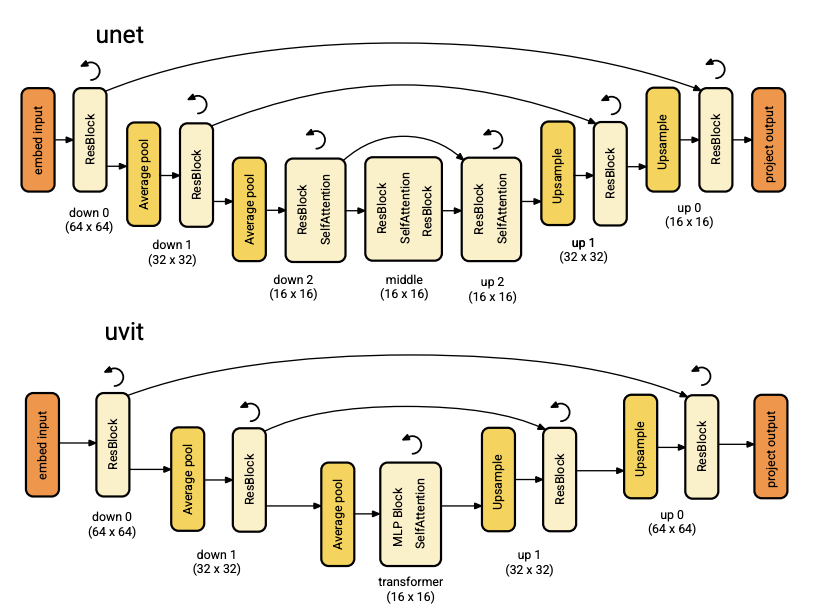 unet
embed input
ResBlock
down 0
(64 x 64)
Average pool
ResBlock
down 1
(32 x 32)
Average pool
ResBlock
SelfAttention
down 2
(16 x 16)
ResBlock
SelfAttention
ResBlock
middle
(16 x 16)
ResBlock
SelfAttention
up 2
(16 x 16)
Upsample
ResBlock
up 1
(32 x 32)
Upsample
ResBlock
up 0
(16 x 16)
project output
uvit
embed input
ResBlock
down 0
(64 x 64)
Average pool
ResBlock
down 1
(32 x 32)
Average pool
MLP Block
SelfAttention
transformer
(16 x 16)
Upsample
ResBlock
up 1
(32 x 32)
Upsample
ResBlock
up 0
(64 x 64)
project output